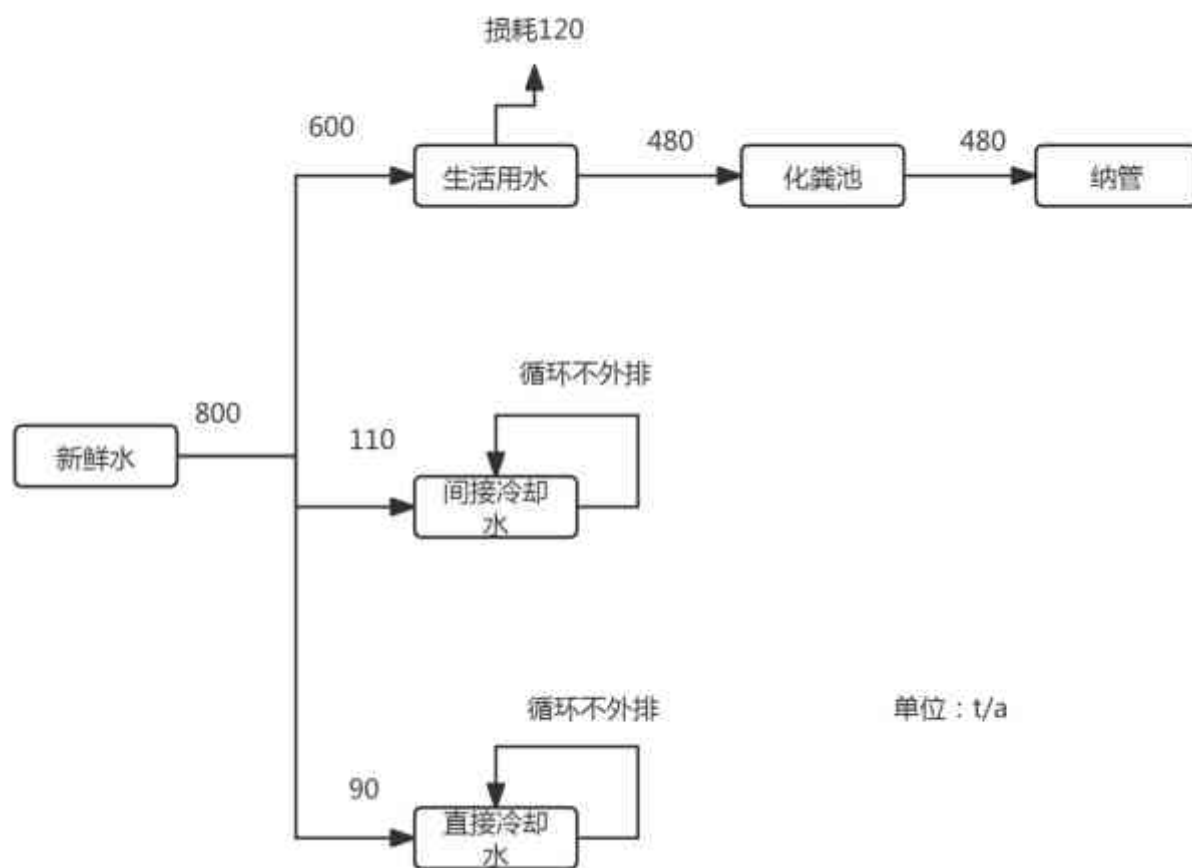 损耗120
600
生活用水
480
化粪池
480
纳管
循环不外排
新鲜水
800
110
间接冷却
水
循环不外排
单位：t/a
90
直接冷却
水